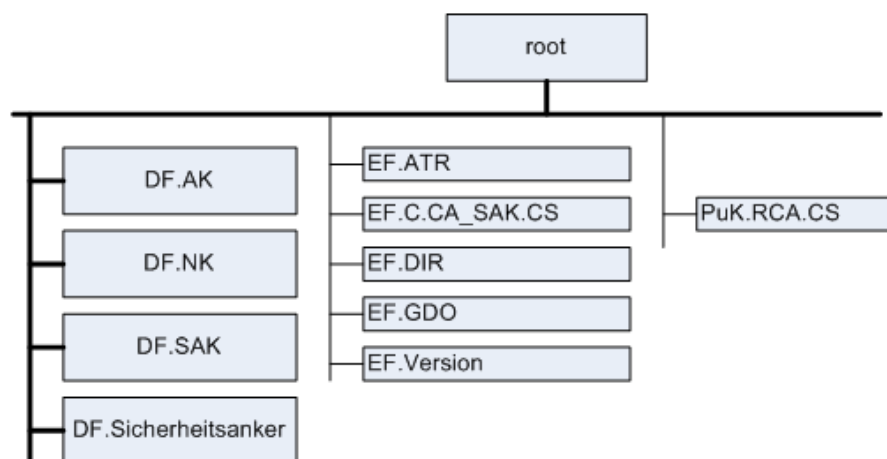 root
DF.AK
DF.NK
DF.SAK
DF.Sicherheitsanker
EF.ATR
EF.C.CA_SAK.CS
EF.DIR
EF.GDO
EF.Version
PuK.RCA.CS